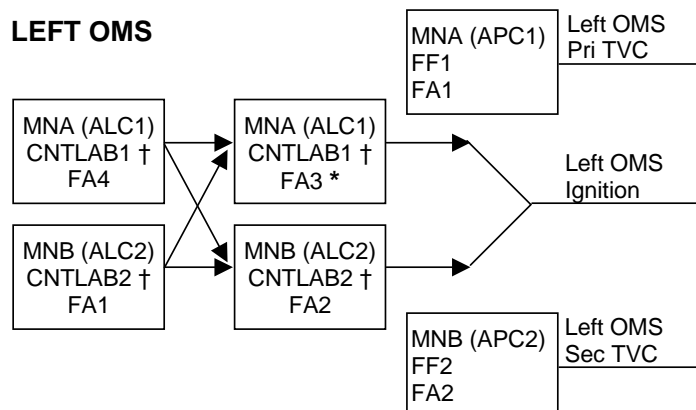 LEFT OMS
MNA (APC1)
FF1
FA1
Left OMS
Pri TVC
MNA (ALC1)
CNTLAB1 †
FA4
MNA (ALC1)
CNTLAB1 †
FA3 *
Left OMS
Ignition
MNB (ALC2)
CNTLAB2 †
FA1
MNB (ALC2)
CNTLAB2 †
FA2
MNB (APC2)
FF2
FA2
Left OMS
Sec TVC